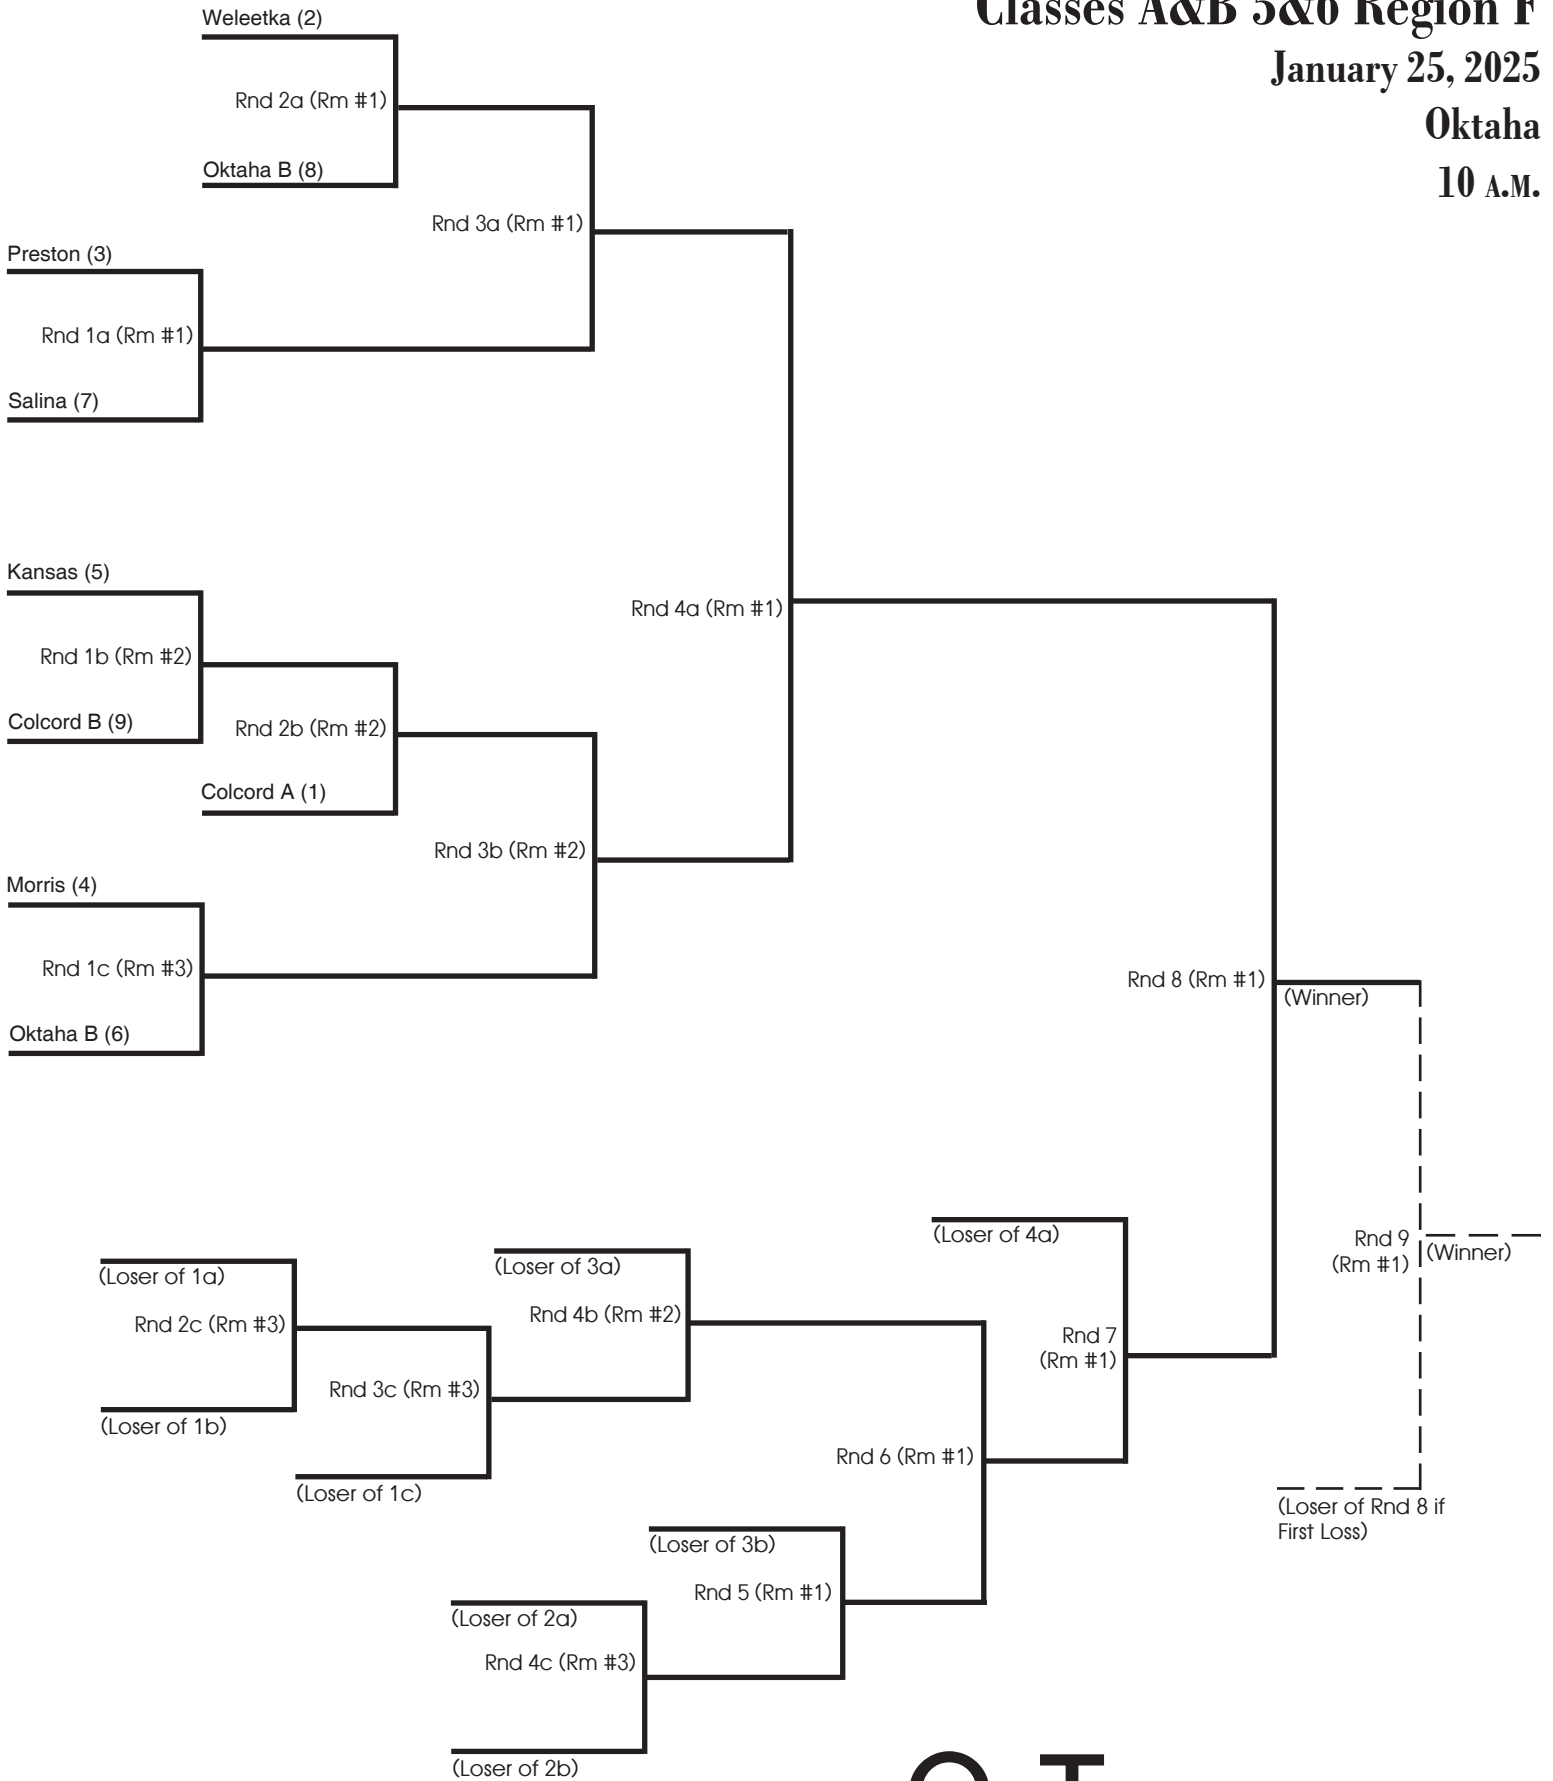 Classes A&B 5&6 Region F
January 25, 2025
Oktaha
10 A.M.
Weleetka (2)
Rnd 2a (Rm #1)
Oktaha B (8)
Rnd 3a (Rm #1)
Preston (3)
Rnd 1a (Rm #1)
Salina (7)
Kansas (5)
Rnd 4a (Rm #1)
Rnd 1b (Rm #2)
Colcord B (9)
Rnd 2b (Rm #2)
Colcord A (1)
Rnd 3b (Rm #2)
Morris (4)
Rnd 1c (Rm #3)
Rnd 8 (Rm #1)
(Winner)
Oktaha B (6)
(Loser of 4a)
Rnd 9
(Rm #1)
(Winner)
(Loser of 1a)
(Loser of 3a)
Rnd 2c (Rm #3)
Rnd 4b (Rm #2)
Rnd 7
(Rm #1)
Rnd 3c (Rm #3)
(Loser of 1b)
Rnd 6 (Rm #1)
(Loser of 1c)
(Loser of Rnd 8 if
First Loss)
(Loser of 3b)
Rnd 5 (Rm #1)
(Loser of 2a)
Rnd 4c (Rm #3)
(Loser of 2b)